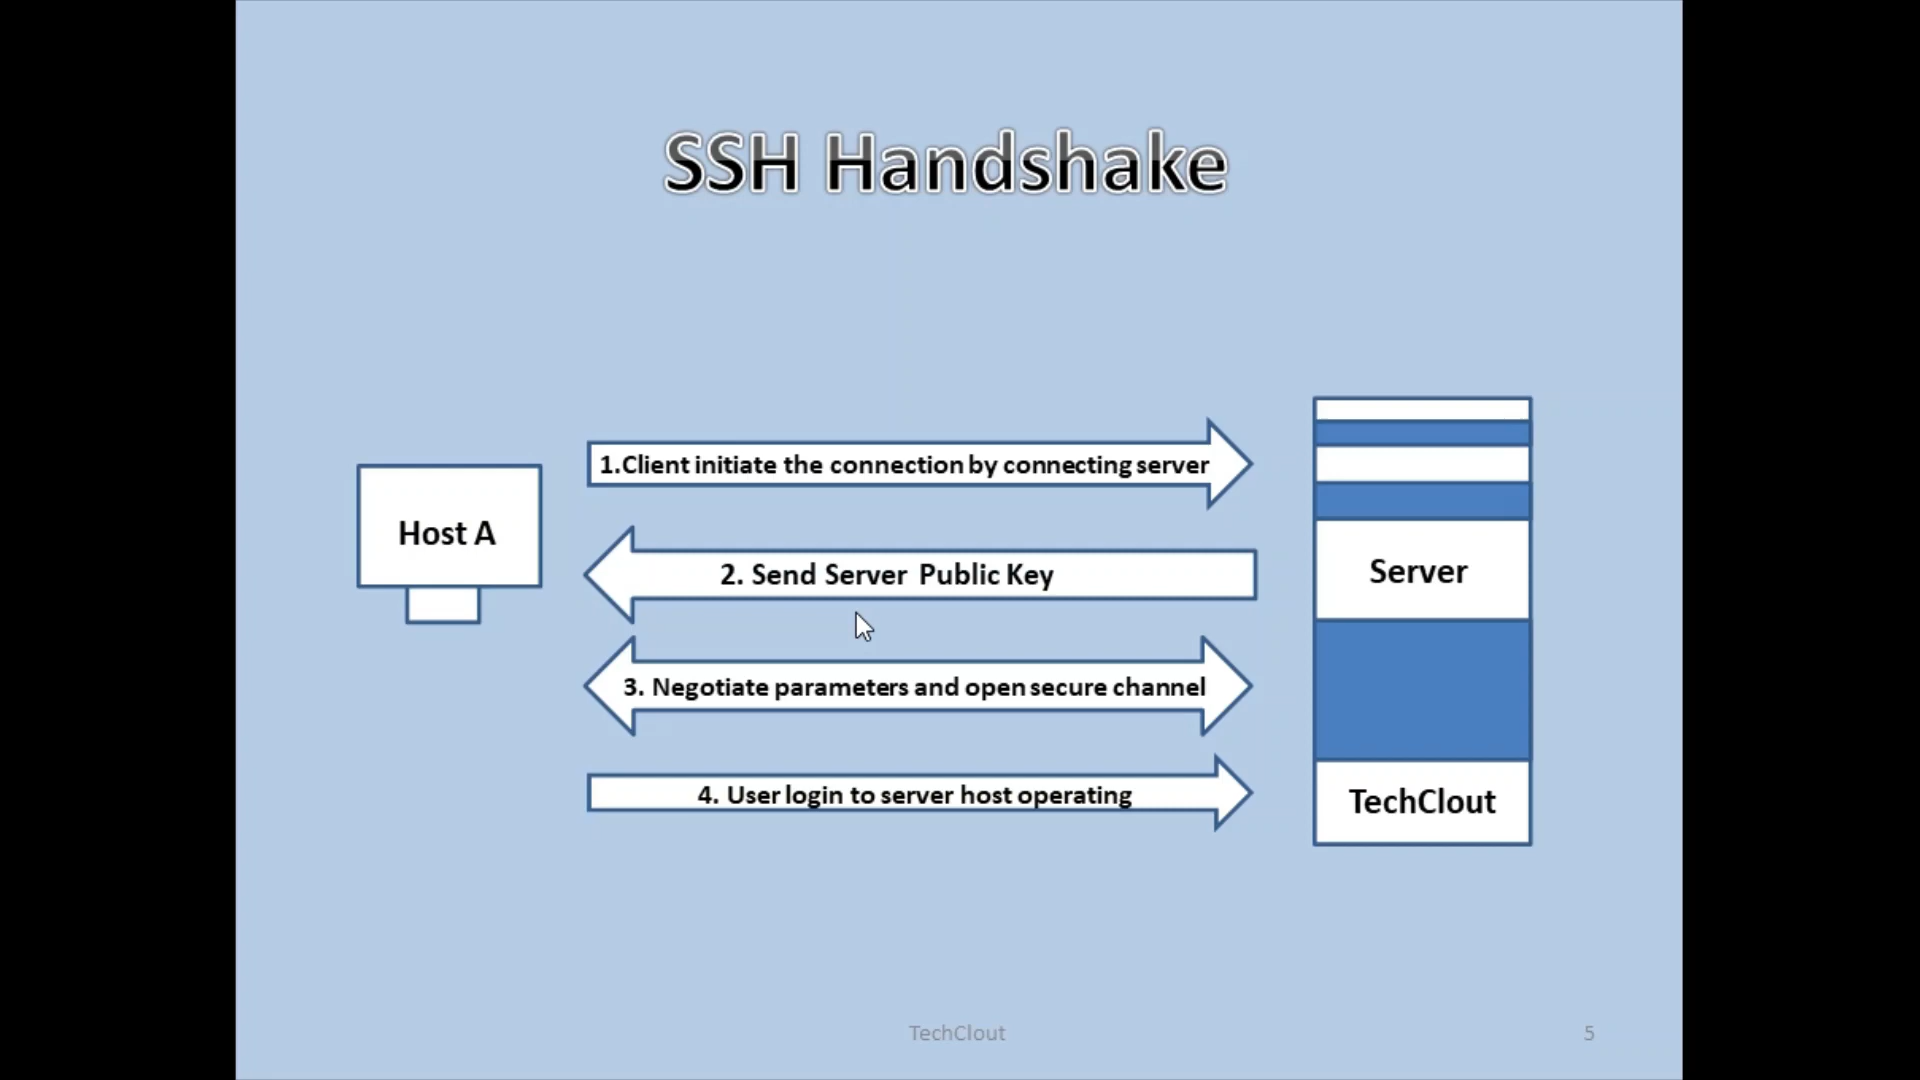 SSH Handshake
1.Client initiate the connection by connecting server
Host A
2. Send Server Public Key
Server
3. Negotiate parameters and open secure channel
4. User login to server host operating
TechClout
TechClout
5